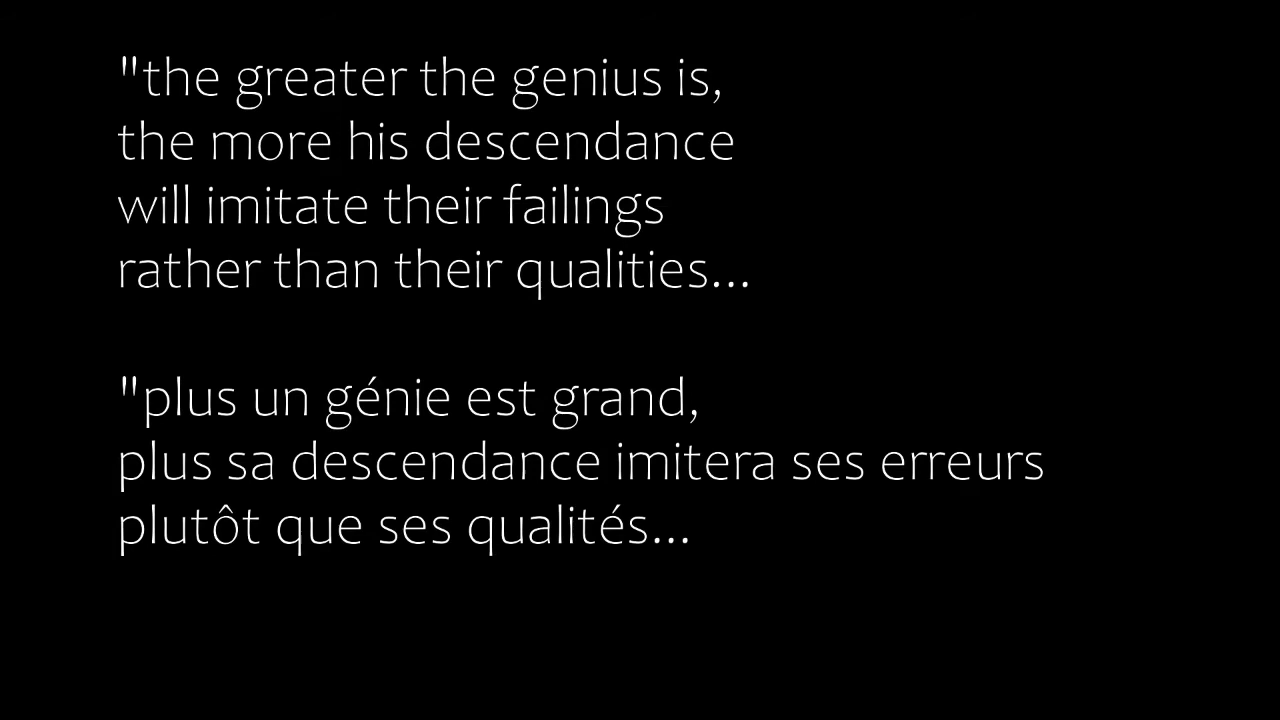 "the greater the genius is,
the more his descendance
will imitate their failings
rather than their qualities...
"plus un génie est grand,
plus sa descendance imitera ses erreurs
plutôt que ses qualités...